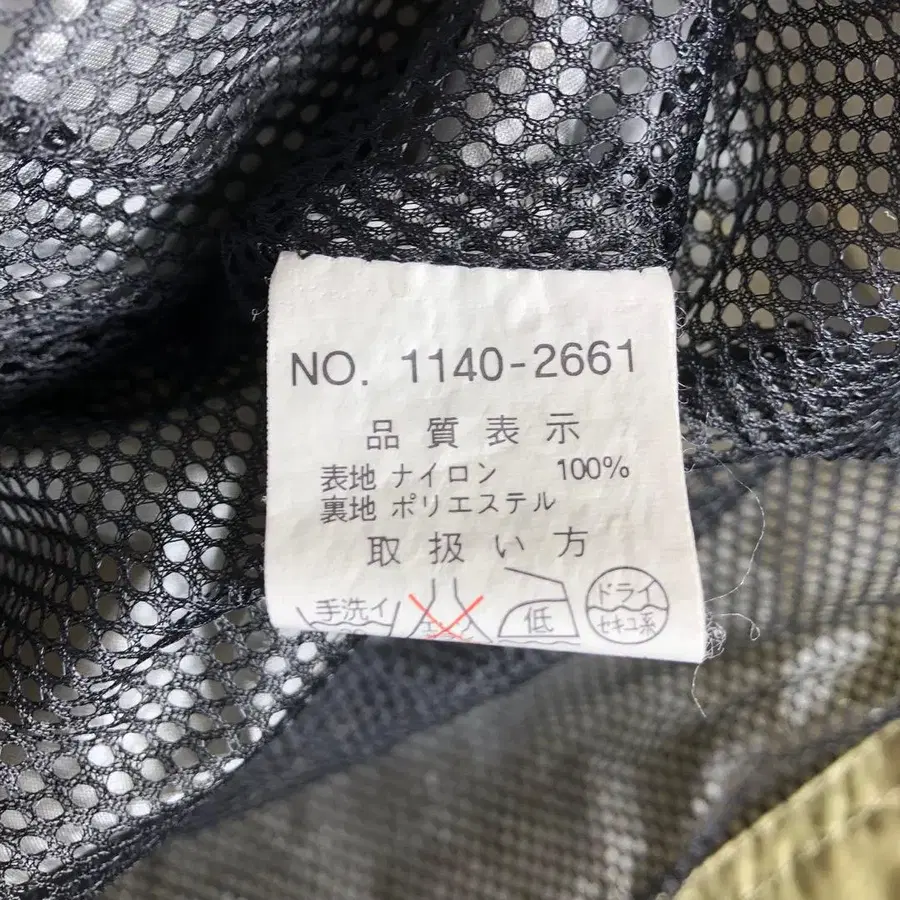 NO. 1140-2661
品質表示
表地 ナイロン 100%
裏地 ポリエステル
取扱い方
手洗イ 低 ドライ
セキユ系